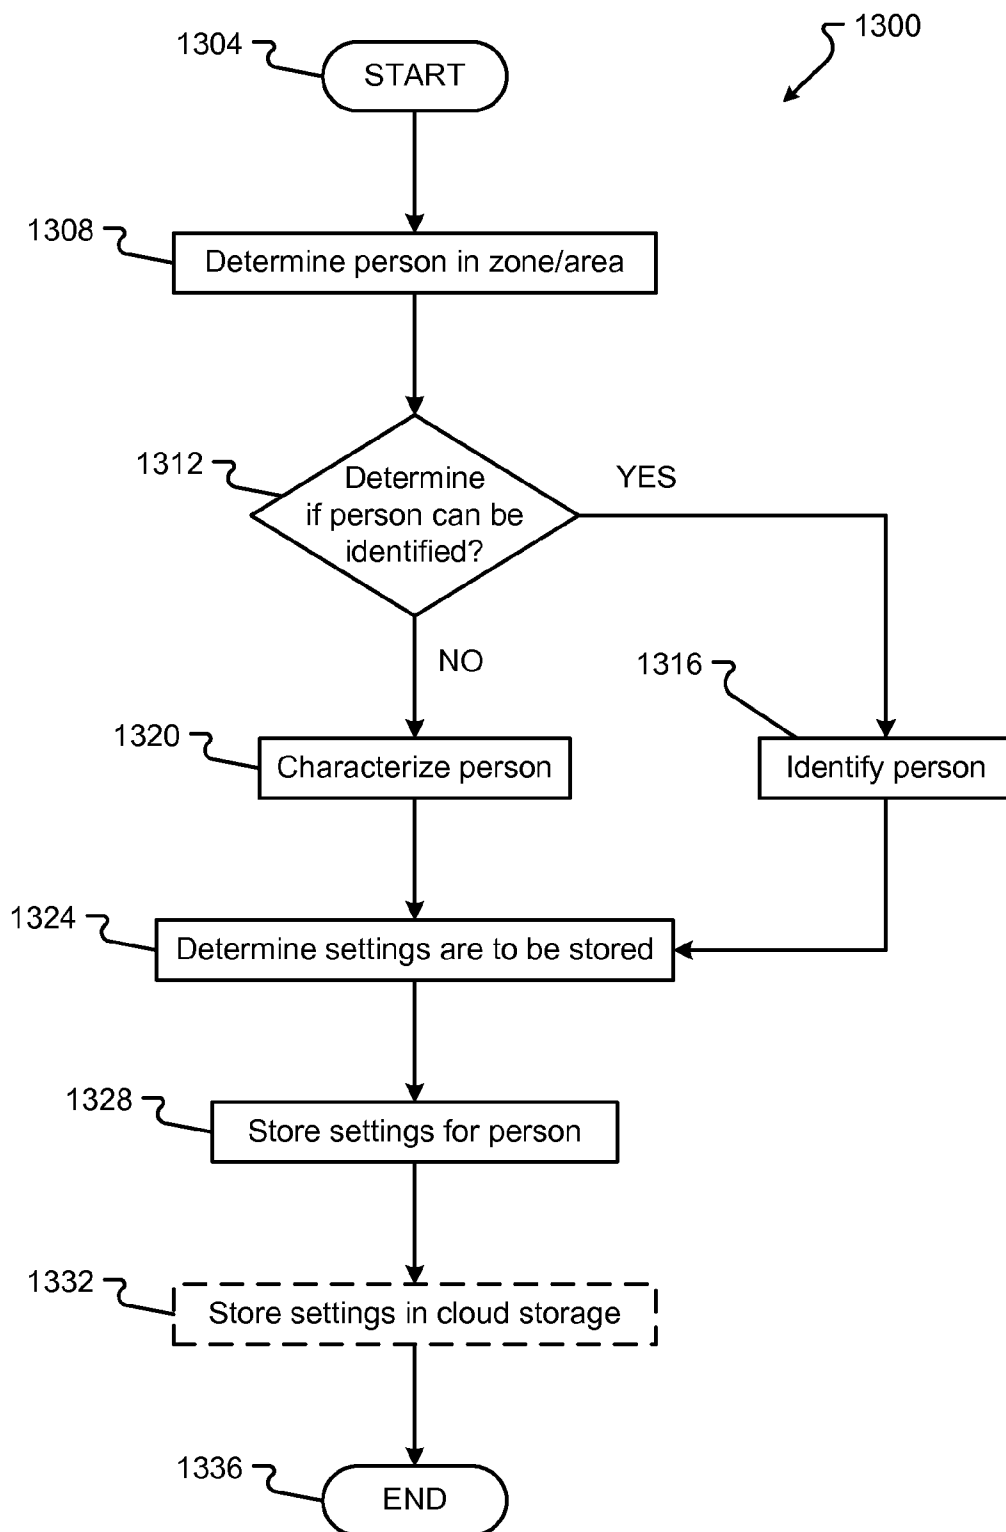 1300
1304
START
1308
Determine person in zone/area
1312
Determine
if person can be
identified?
YES
NO
1316
1320
Characterize person
Identify person
1324
Determine settings are to be stored
1328
Store settings for person
1332
Store settings in cloud storage
1336
END